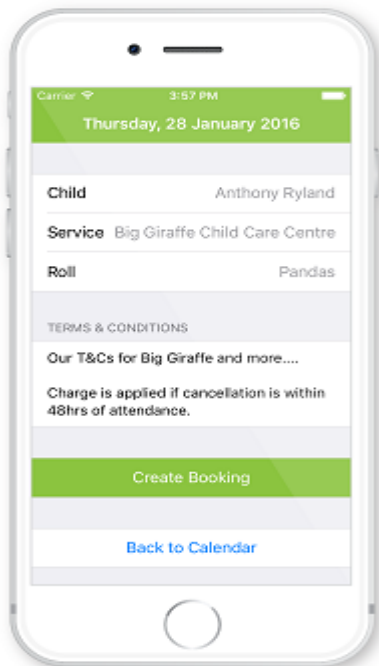 Carrier 3:57 PM
Thursday, 28 January 2016
Child Anthony Ryland
Service Big Giraffe Child Care Centre
Roll Pandas
TERMS & CONDITIONS
Our T&Cs for Big Giraffe and more....
Charge is applied if cancellation is within
48hrs of attendance.
Create Booking
Back to Calendar